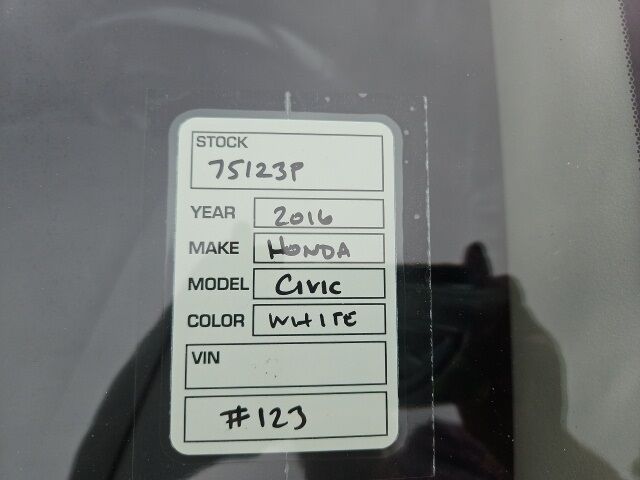 STOCK
75123P
YEAR 2016
MAKE HONDA
MODEL CIVIC
COLOR WHITE
VIN
#123